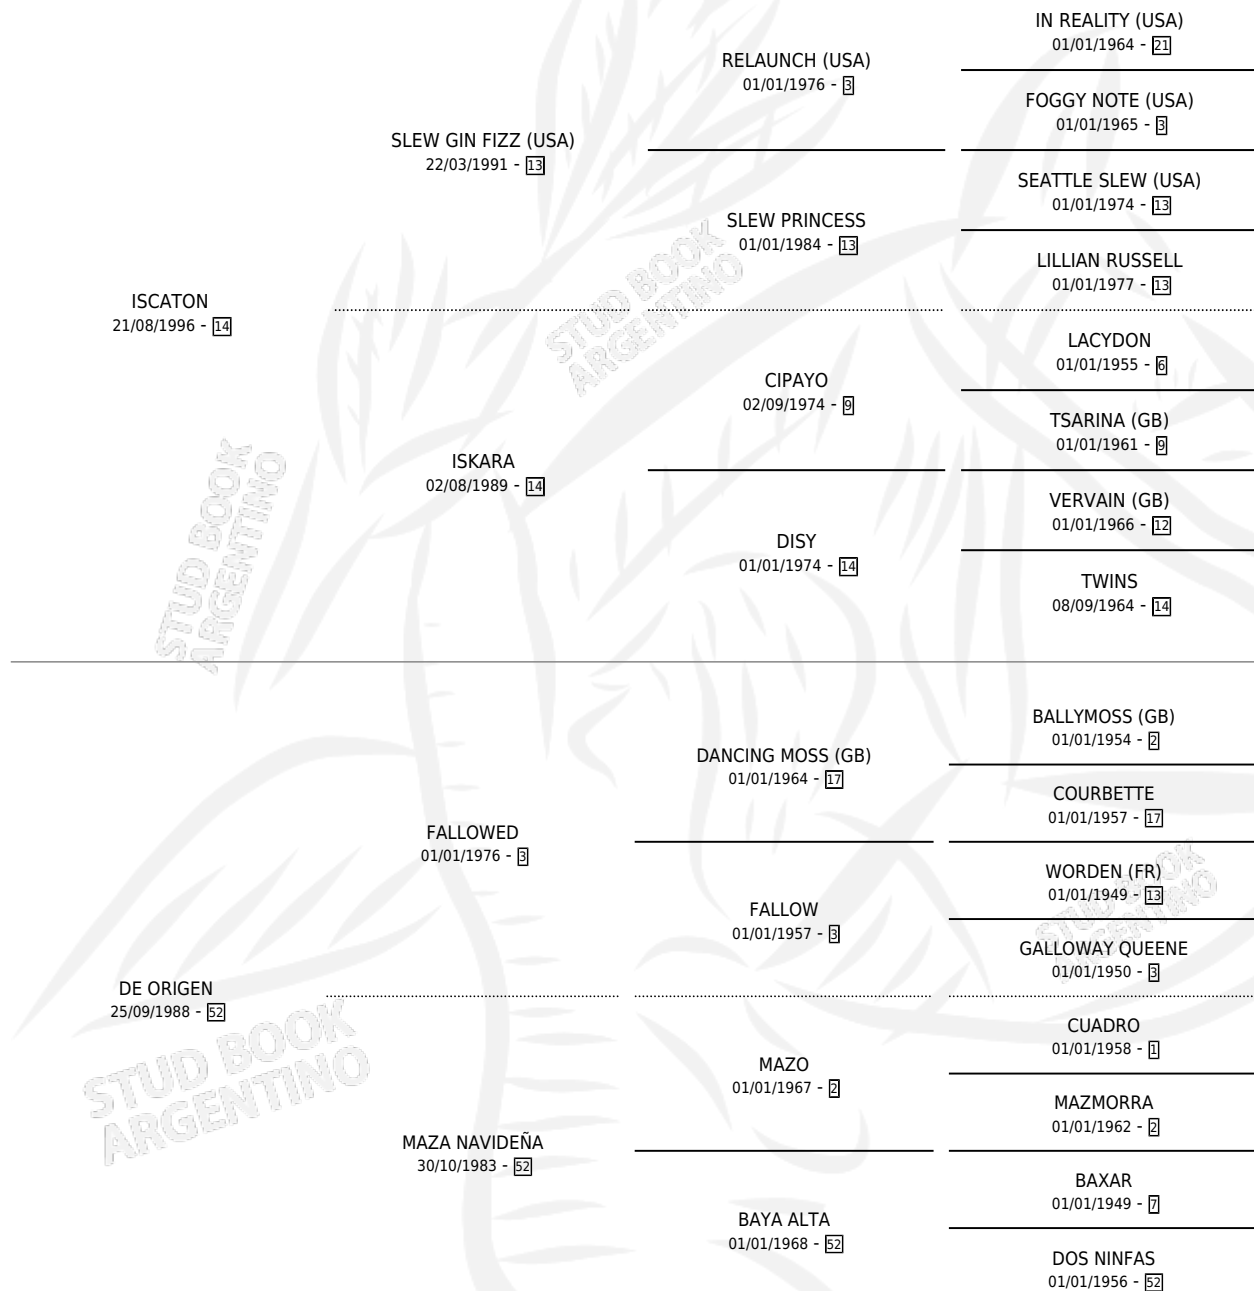 IN REALITY (USA)
01/01/1964 - 21
RELAUNCH (USA)
01/01/1976 - 3
FOGGY NOTE (USA)
01/01/1965 - 3
SLEW GIN FIZZ (USA)
22/03/1991 - 13
SEATTLE SLEW (USA)
01/01/1974 - 13
SLEW PRINCESS
01/01/1984 - 13
LILLIAN RUSSELL
01/01/1977 - 13
ISCATON
21/08/1996 - 14
LACYDON
01/01/1955 - 6
CIPAYO
02/09/1974 - 9
TSARINA (GB)
01/01/1961 - 9
ISKARA
02/08/1989 - 14
VERVAIN (GB)
01/01/1966 - 12
DISY
01/01/1974 - 14
TWINS
08/09/1964 - 14
BALLYMOSS (GB)
01/01/1954 - 2
DANCING MOSS (GB)
01/01/1964 - 17
COURBETTE
01/01/1957 - 17
FALLOWED
01/01/1976 - 3
WORDEN (FR)
01/01/1949 - 13
FALLOW
01/01/1957 - 3
GALLOWAY QUEENE
01/01/1950 - 3
DE ORIGEN
25/09/1988 - 52
CUADRO
01/01/1958 - 1
MAZO
01/01/1967 - 2
MAZMORRA
01/01/1962 - 2
MAZA NAVIDEÑA
30/10/1983 - 52
BAXAR
01/01/1949 - 7
BAYA ALTA
01/01/1968 - 52
DOS NINFAS
01/01/1956 - 52
STUD BOOK
ARGENTINO
STUD BOOK
ARGENTINO
STUD BOOK
ARGENTINO
STUD BOOK
ARGENTINO